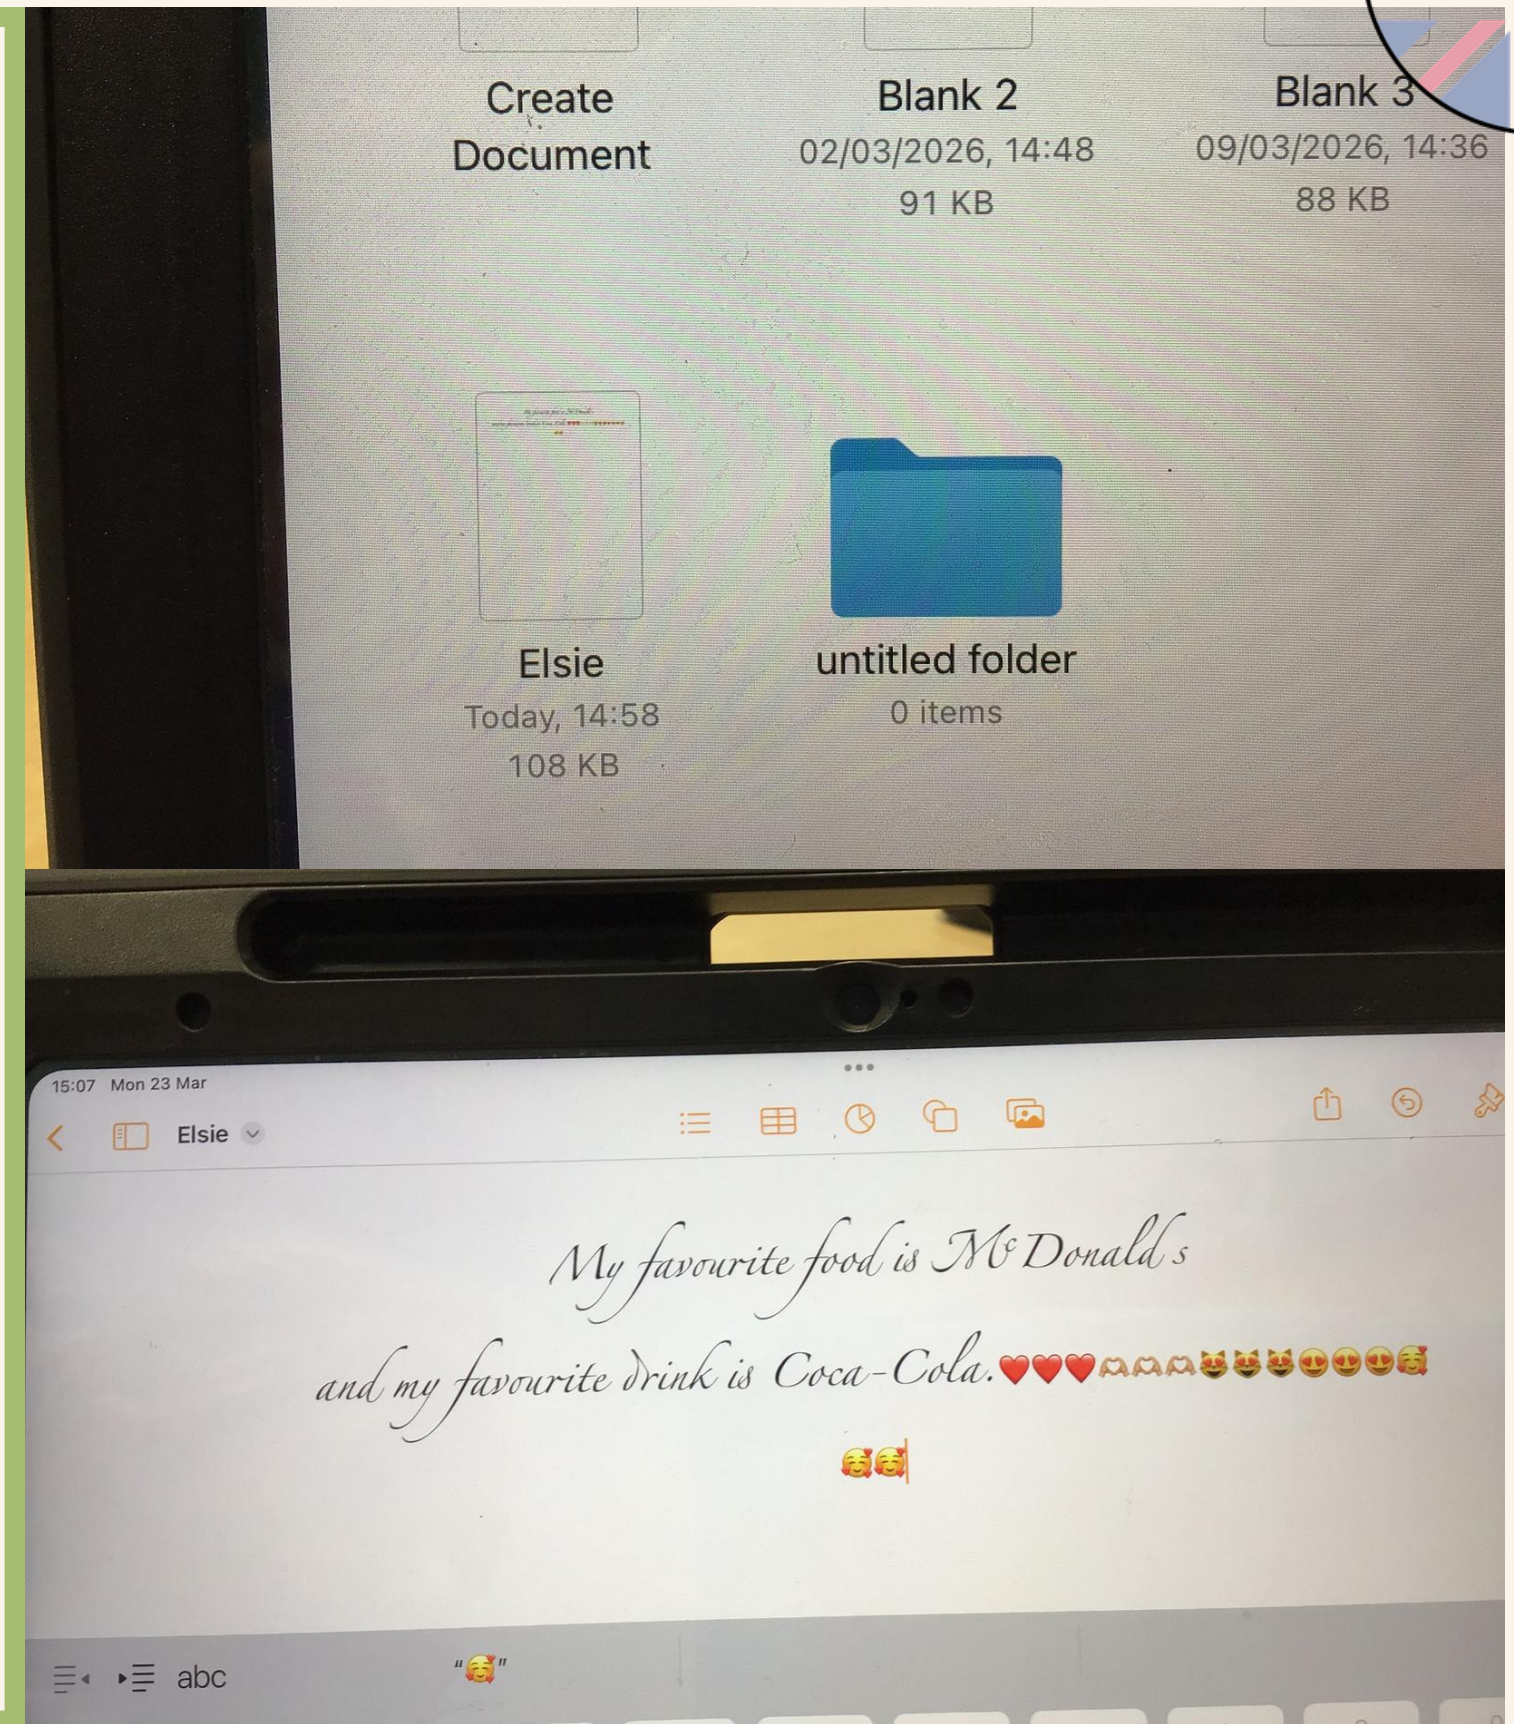 Create Blank 2 Blank 3
Document 02/03/2026, 14:48 09/03/2026, 14:36
91 KB 88 KB
Elsie untitled folder
Today, 14:58 0 items
108 KB
15:07 Mon 23 Mar
Elsie
My favourite food is McDonald s
and my favourite drink is Coca-Cola.❤️❤️❤️🫶🏼🫶🏼🫶🏼😻😻😻😍😍😍🥰
🥰🥰
abc "🥰"